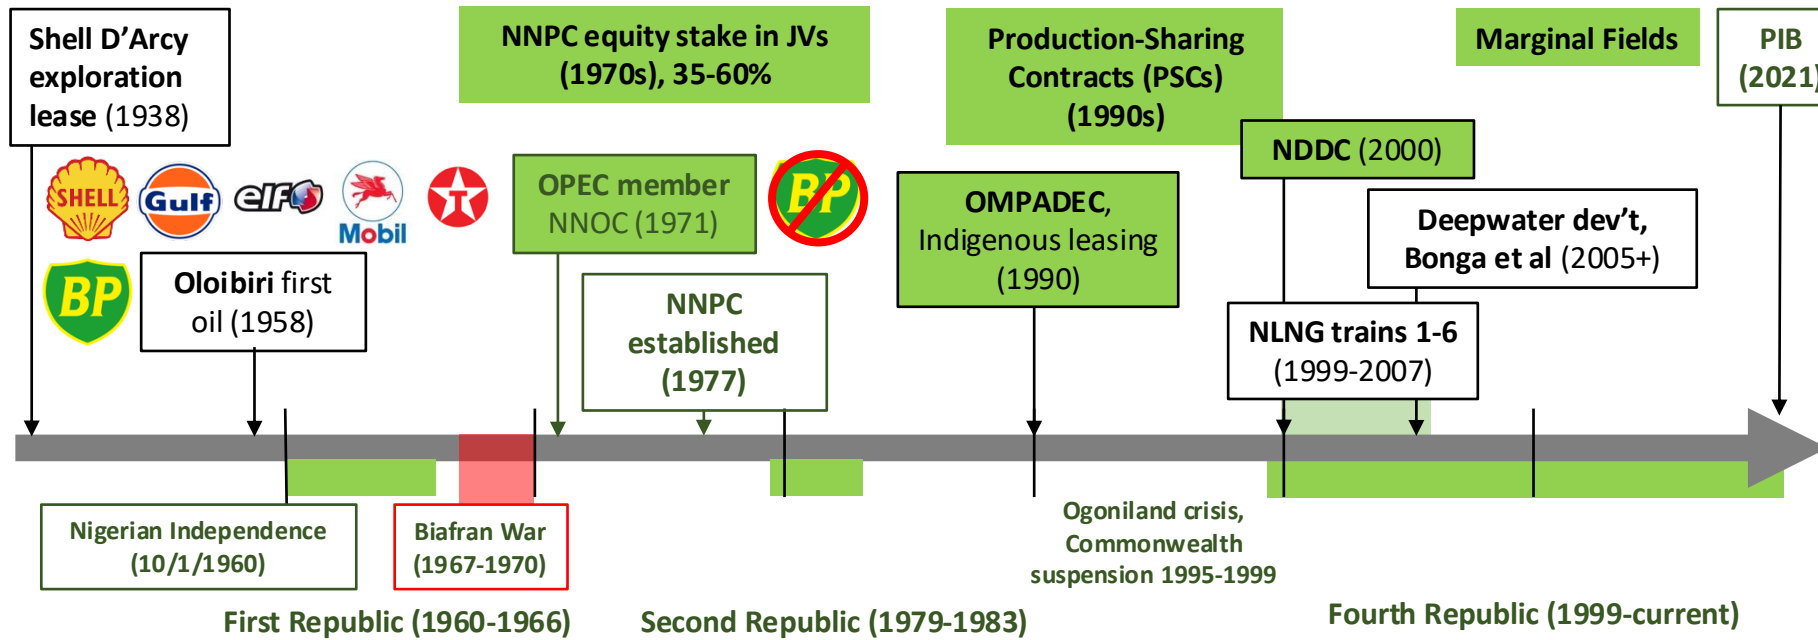 Shell D’Arcy
exploration
lease (1938)
NNPC equity stake in JVs
(1970s), 35-60%
Production-Sharing
Contracts (PSCs)
(1990s)
Marginal Fields
PIB
(2021)
SHELL
Gulf
elf
Mobil
T
BP
Oloibiri first
oil (1958)
OPEC member
NNOC (1971)
BP
NNPC
established
(1977)
OMPADEC,
Indigenous leasing
(1990)
NDDC (2000)
Deepwater dev’t,
Bonga et al (2005+)
NLNG trains 1-6
(1999-2007)
Nigerian Independence
(10/1/1960)
Biafran War
(1967-1970)
Ogoniland crisis,
Commonwealth
suspension 1995-1999
First Republic (1960-1966)
Second Republic (1979-1983)
Fourth Republic (1999-current)